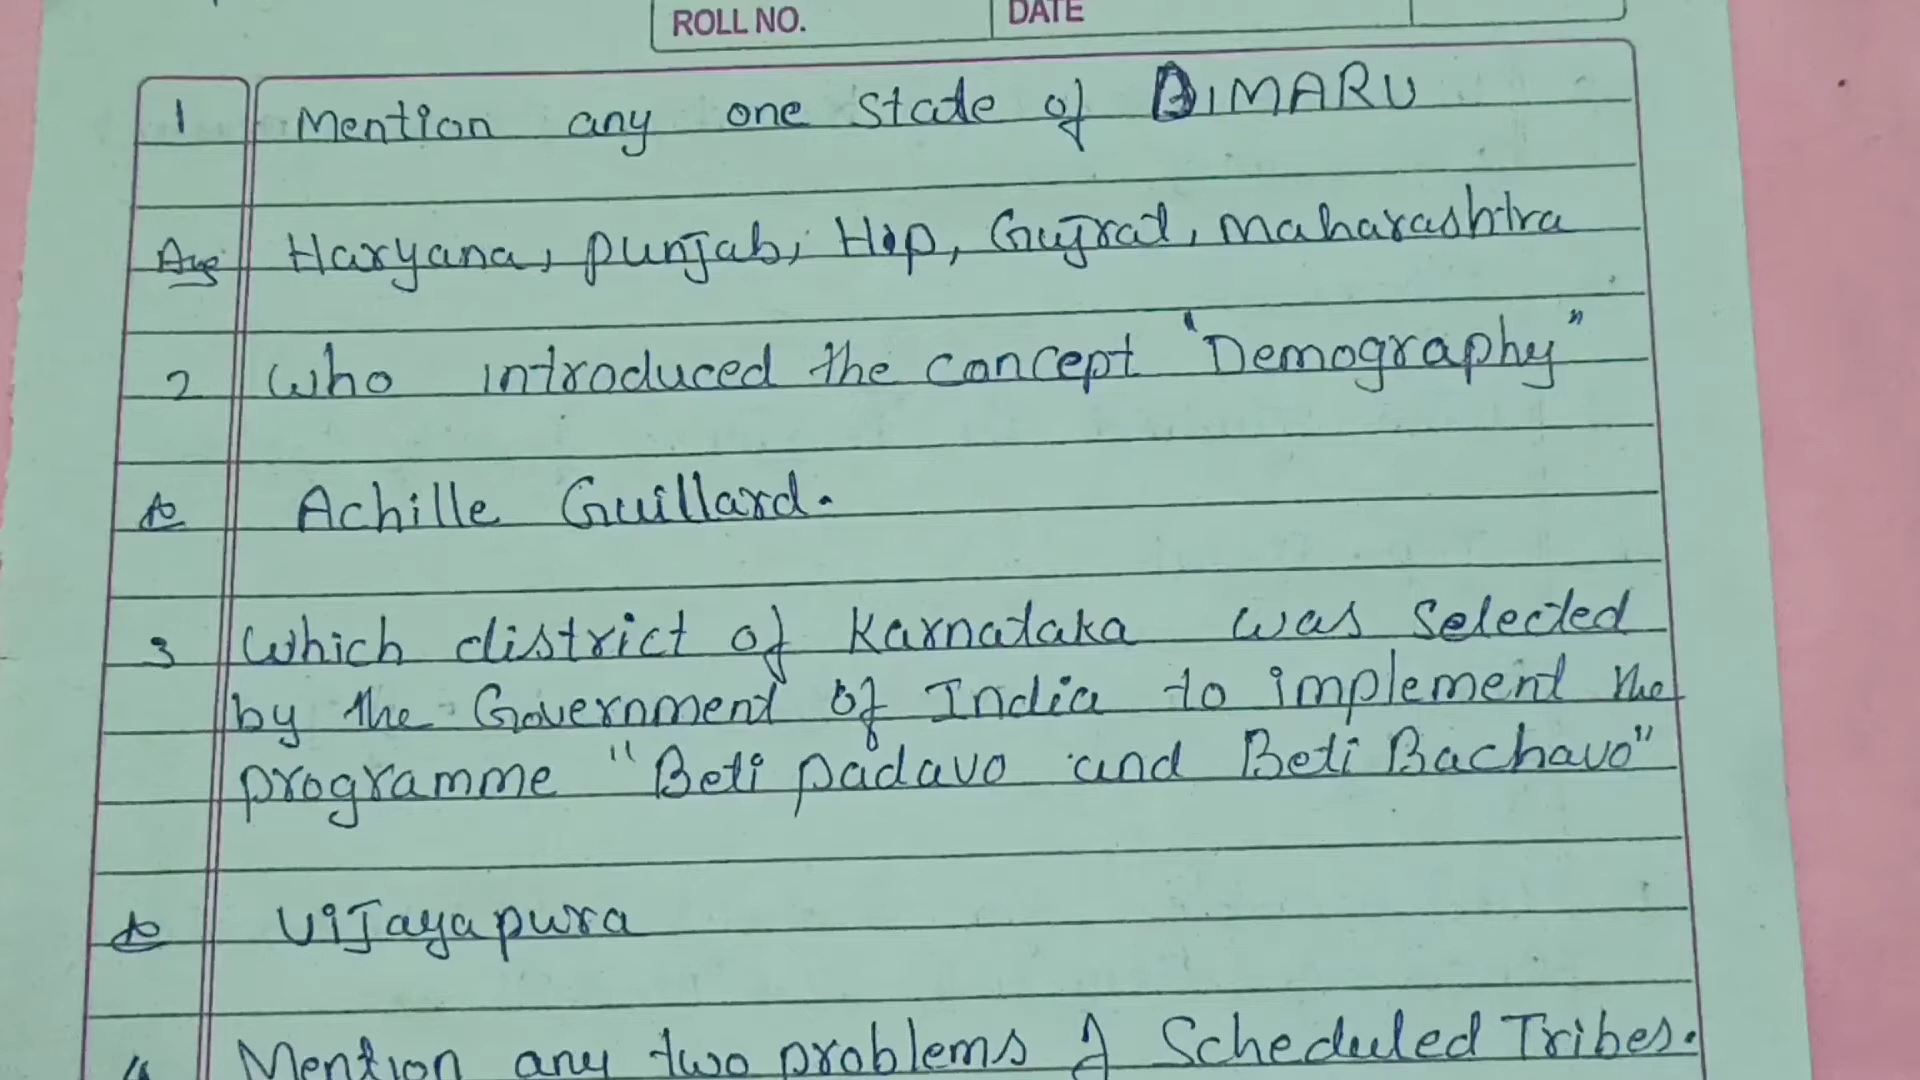 ROLL NO. DATE
1 Mention any one state of BIMARU
Ans Haryana, punjab, Hip, Gujrat, Maharashtra
2 Who introduced the concept "Demography"
Achille Guillard.
3 Which district of Karnataka was selected
by the Government of India to implement the
programme "Beti padavo and Beti Bachavo"
Vijayapura
4 Mention any two problems of Scheduled Tribes.